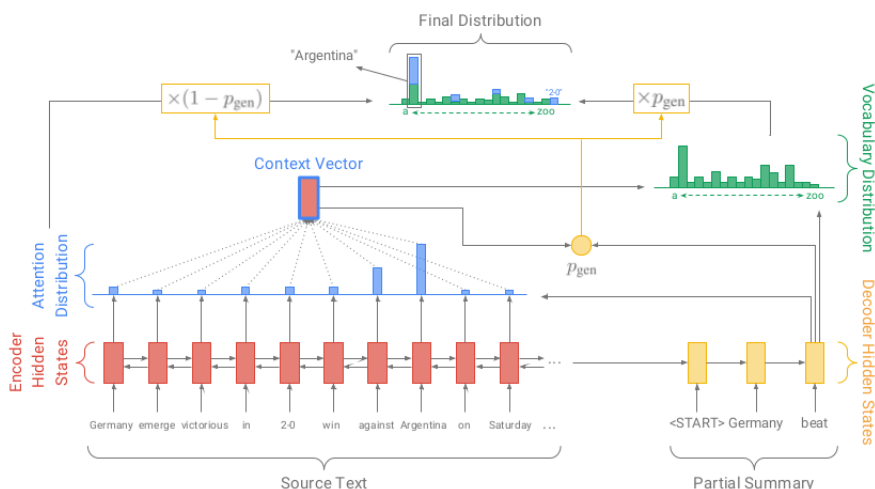 Final Distribution
"Argentina"
×(1 − p_gen)
"2-0"
×p_gen
a
zoo
Context Vector
Vocabulary Distribution
a
zoo
Attention
Distribution
p_gen
Encoder
Hidden
States
...
Decoder Hidden States
Germany emerge victorious in 2-0 win against Argentina on Saturday ...
<START> Germany beat
Source Text
Partial Summary